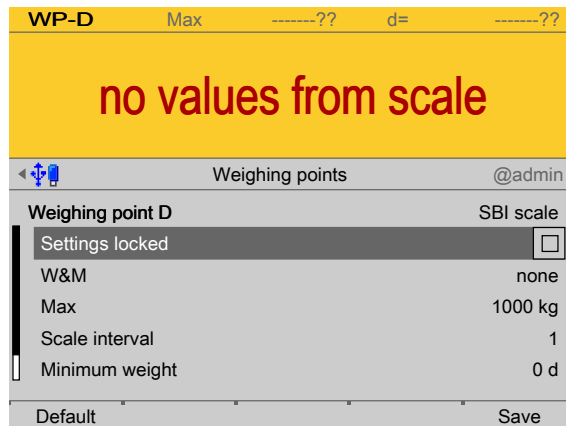 WP-D Max -------?? d= -------??
no values from scale
Weighing points @admin
Weighing point D SBI scale
Settings locked
W&M none
Max 1000 kg
Scale interval 1
Minimum weight 0 d
Default Save